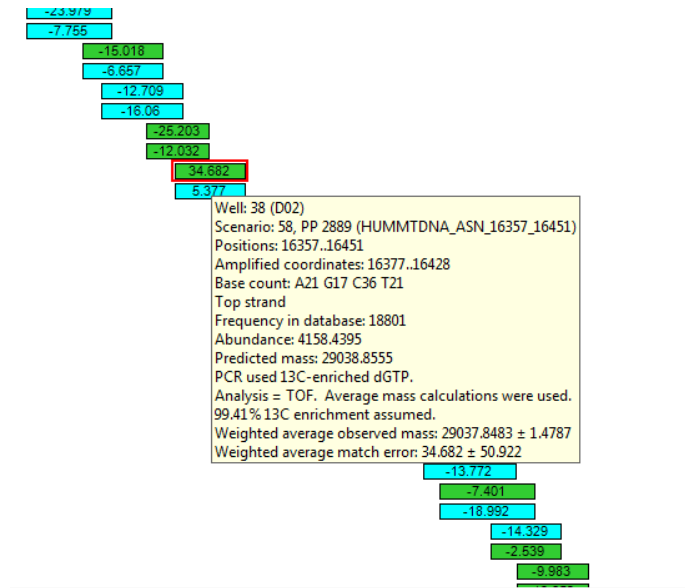 -23.979
-7.755
-15.018
-6.657
-12.709
-16.06
-25.203
-12.032
34.682
5.377
Well: 38 (D02)
Scenario: 58, PP 2889 (HUMMTDNA_ASN_16357_16451)
Positions: 16357..16451
Amplified coordinates: 16377..16428
Base count: A21 G17 C36 T21
Top strand
Frequency in database: 18801
Abundance: 4158.4395
Predicted mass: 29038.8555
PCR used 13C-enriched dGTP.
Analysis = TOF.  Average mass calculations were used.
99.41% 13C enrichment assumed.
Weighted average observed mass: 29037.8483 ± 1.4787
Weighted average match error: 34.682 ± 50.922
-13.772
-7.401
-18.992
-14.329
-2.539
-9.983